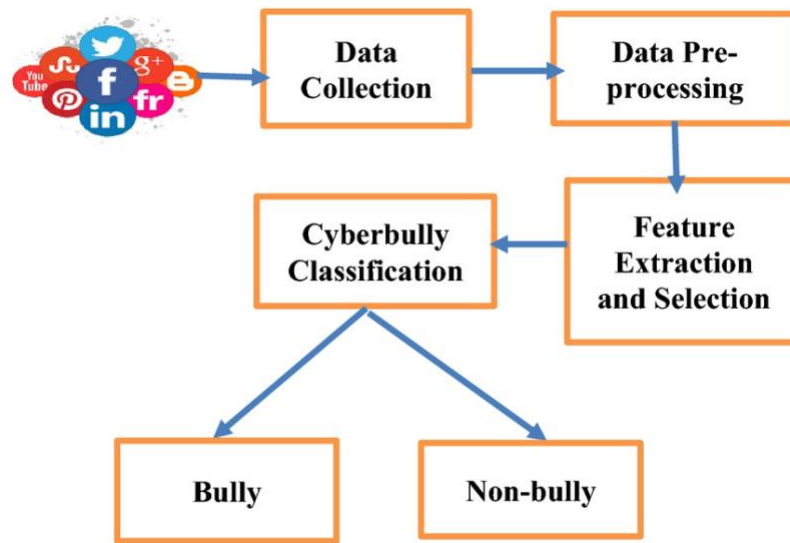 You
Tube
g+
f
fr
in
Data
Collection
Data Pre-
processing
Cyberbully
Classification
Feature
Extraction
and Selection
Bully
Non-bully